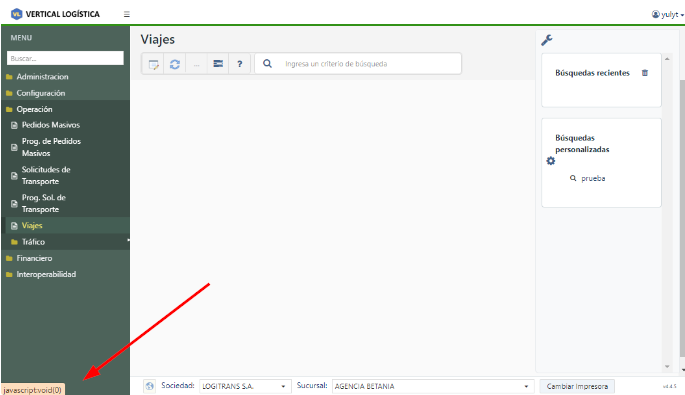 VL VERTICAL LOGÍSTICA
yulyt
MENU
Buscar...
Administracion
Configuración
Operación
Pedidos Masivos
Prog. de Pedidos
Masivos
Solicitudes de
Transporte
Prog. Sol. de
Transporte
Viajes
Tráfico
Financiero
Interoperabilidad
javascript:void(0)
Viajes
... ? Ingresa un criterio de búsqueda
Búsquedas recientes
Búsquedas
personalizadas
prueba
Sociedad: LOGITRANS S.A. Sucursal: AGENCIA BETANIA Cambiar Impresora v4.4.5